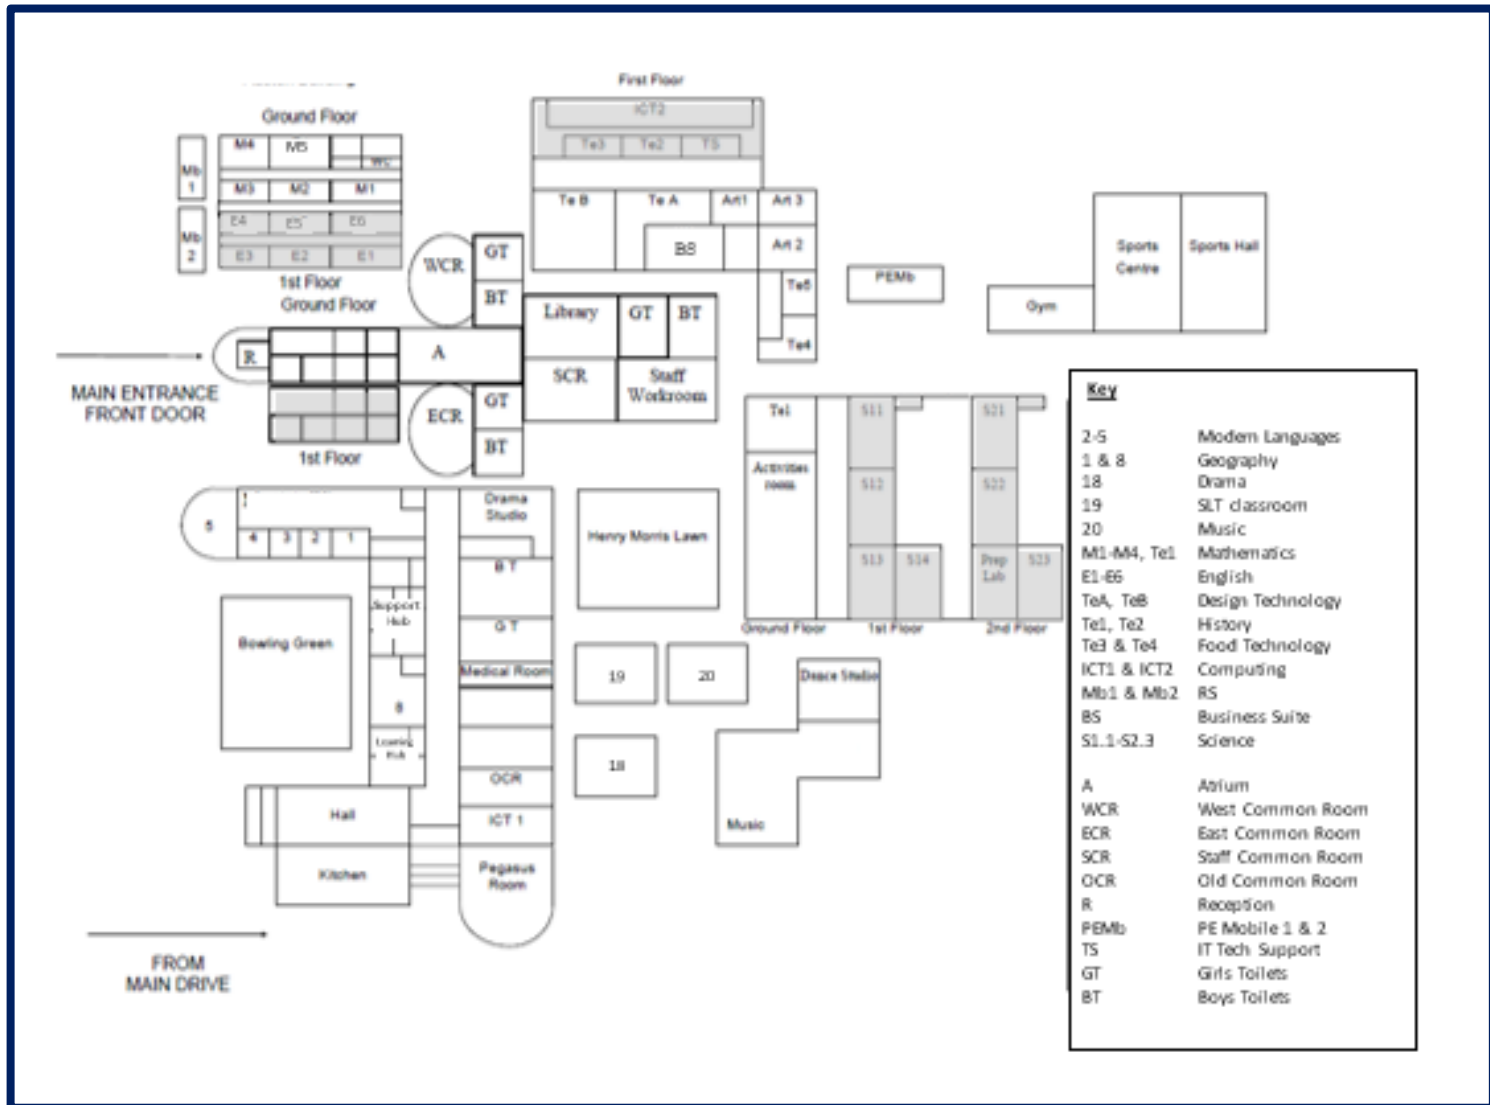 First Floor
Ground Floor
ICT2
Te3 Te2 TS
M4 M5
WC
Mb 1
M3 M2 M1
Te B Te A Art1 Art 3
E4 E5 E6
Mb 2
E3 E2 E1
BS Art 2
1st Floor
WCR GT
BT
Sports Centre
Sports Hall
PEMb
Gym
Te5
Te4
Ground Floor
Library GT BT
R
A
MAIN ENTRANCE
FRONT DOOR
SCR
Staff
Workroom
ECR GT
BT
1st Floor
Te1
Activities
room
S11
S12
S13 S14
S21
S22
Prep
Lab
S23
Ground Floor
1st Floor
2nd Floor
5
4 3 2 1
Drama
Studio
Henry Morris Lawn
B T
Support
Hub
G T
Bowling Green
Medical Room
19
20
Dance Studio
8
Learning
Hub
18
OCR
Hall
ICT 1
Music
Kitchen
Pegasus
Room
FROM
MAIN DRIVE
Key
2-5 Modern Languages
1 & 8 Geography
18 Drama
19 SLT classroom
20 Music
M1-M4, Te1 Mathematics
E1-E6 English
TeA, TeB Design Technology
Te1, Te2 History
Te3 & Te4 Food Technology
ICT1 & ICT2 Computing
Mb1 & Mb2 RS
BS Business Suite
S1.1-S2.3 Science
A Atrium
WCR West Common Room
ECR East Common Room
SCR Staff Common Room
OCR Old Common Room
R Reception
PEMb PE Mobile 1 & 2
TS IT Tech Support
GT Girls Toilets
BT Boys Toilets